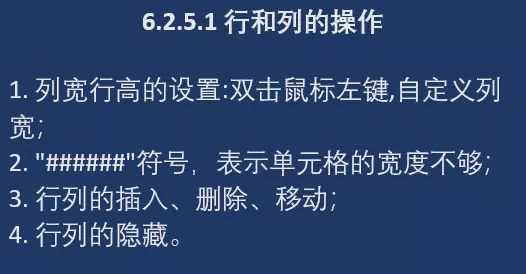 6.2.5.1 行和列的操作
1. 列宽行高的设置:双击鼠标左键,自定义列
宽；
2. "######"符号，表示单元格的宽度不够；
3. 行列的插入、删除、移动；
4. 行列的隐藏。